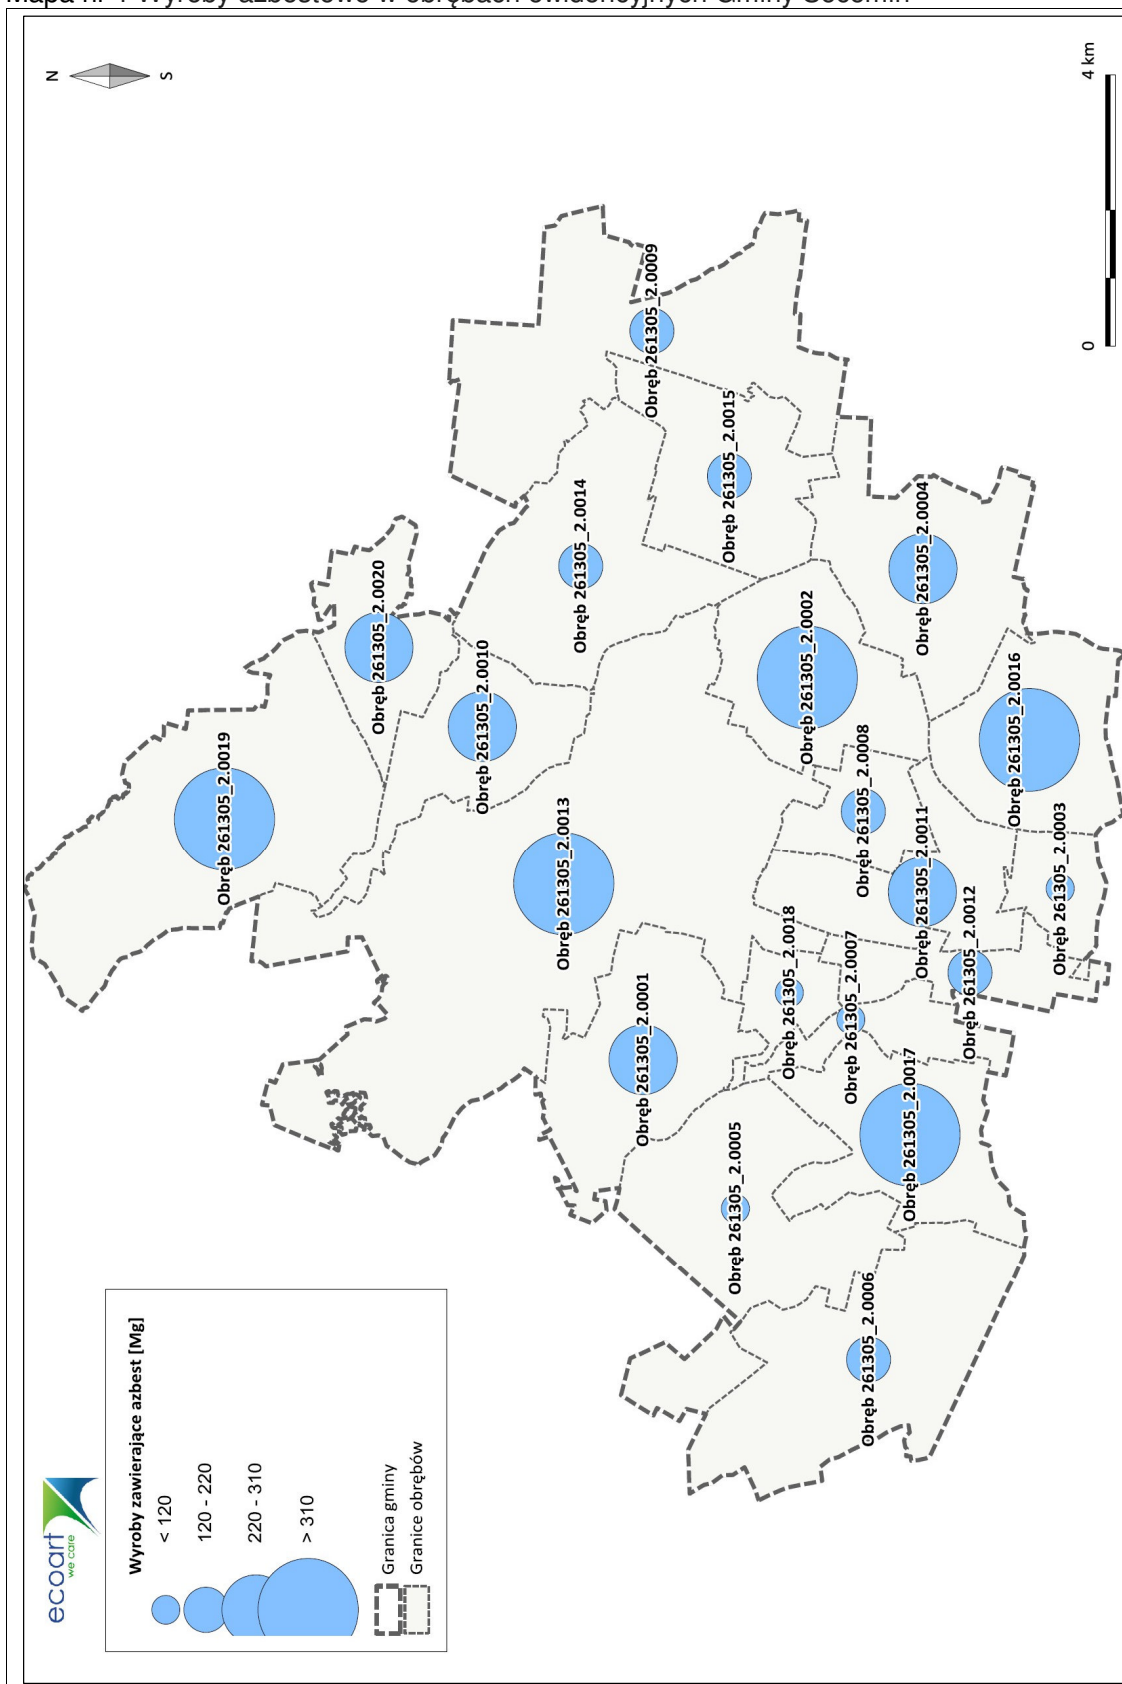 Mapa nr Wyroby azbestowe w obrębach ewidencyjnych Gminy Secemin
N
S
ecoart
we care
Wyroby zawierające azbest [Mg]
< 120
120 - 220
220 - 310
> 310
Granica gminy
Granice obrębów
Obręb 261305_2.0019
Obręb 261305_2.0020
Obręb 261305_2.0010
Obręb 261305_2.0013
Obręb 261305_2.0014
Obręb 261305_2.0001
Obręb 261305_2.0009
Obręb 261305_2.0015
Obręb 261305_2.0005
Obręb 261305_2.0018
Obręb 261305_2.0002
Obręb 261305_2.0007
Obręb 261305_2.0008
Obręb 261305_2.0006
Obręb 261305_2.0017
Obręb 261305_2.0011
Obręb 261305_2.0004
Obręb 261305_2.0012
Obręb 261305_2.0016
Obręb 261305_2.0003
0
4 km